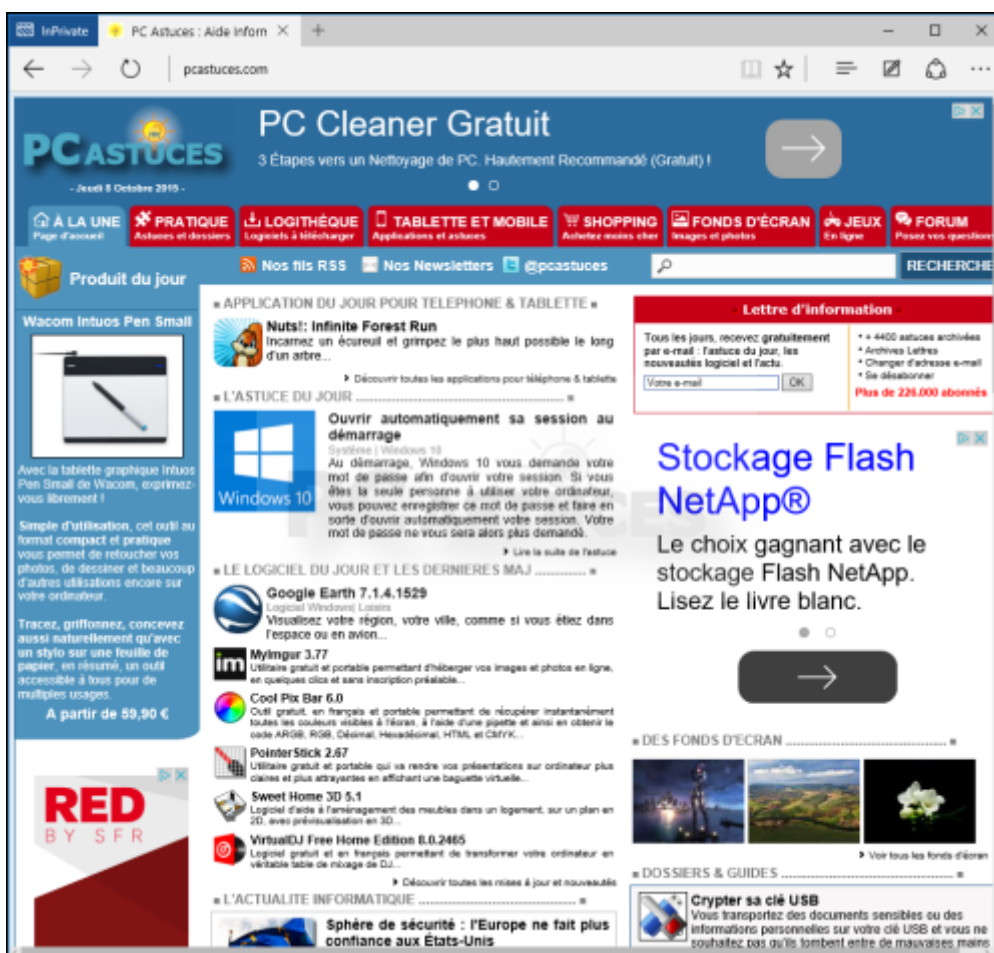 InPrivate
PC Astuces : Aide Inforn
pcastuces.com
PC ASTUCES
- Jeudi 8 Octobre 2015 -
PC Cleaner Gratuit
3 Étapes vers un Nettoyage de PC. Hautement Recommandé (Gratuit) !
À LA UNE
Page d'accueil
PRATIQUE
Astuces et dossiers
LOGITHÈQUE
Logiciels à télécharger
TABLETTE ET MOBILE
Applications et astuces
SHOPPING
Achetez moins cher
FONDS D'ÉCRAN
Images et photos
JEUX
En ligne
FORUM
Posez vos questions
Nos fils RSS
Nos Newsletters
@pcastuces
RECHERCHE
Produit du jour
Wacom Intuos Pen Small
Avec la tablette graphique Intuos
Pen Small de Wacom, exprimez-
vous librement !
Simple d'utilisation, cet outil au
format compact et pratique
vous permet de retoucher vos
photos, de dessiner et beaucoup
d'autres utilisations encore sur
votre ordinateur.
Tracez, griffonnez, concevez
aussi naturellement qu'avec
un stylo sur une feuille de
papier, en résumé, un outil
accessible à tous pour de
multiples usages.
A partir de 59,90 €
RED
BY SFR
APPLICATION DU JOUR POUR TELEPHONE & TABLETTE
Nuts!: Infinite Forest Run
Incarnez un écureuil et grimpez le plus haut possible le long
d'un arbre...
Découvrir toutes les applications pour téléphone & tablette
L'ASTUCE DU JOUR
Windows 10
Ouvrir automatiquement sa session au
démarrage
Système | Windows 10
Au démarrage, Windows 10 vous demande votre
mot de passe afin d'ouvrir votre session. Si vous
êtes la seule personne à utiliser votre ordinateur,
vous pouvez enregistrer ce mot de passe et faire en
sorte d'ouvrir automatiquement votre session. Votre
mot de passe ne vous sera alors plus demandé.
Lire la suite de l'astuce
LE LOGICIEL DU JOUR ET LES DERNIERES MAJ
Google Earth 7.1.4.1529
Logiciel Windows| Loisirs
Visualisez votre région, votre ville, comme si vous étiez dans
l'espace ou en avion...
im
MyImgur 3.77
Utilitaire gratuit et portable permettant d'héberger vos images et photos en ligne,
en quelques clics et sans inscription préalable...
Cool Pix Bar 6.0
Outil gratuit, en français et portable permettant de récupérer instantanément
toutes les couleurs visibles à l'écran, à l'aide d'une pipette et ainsi en obtenir le
code ARGB, RGB, Décimal, Hexadécimal, HTML et CMYK...
PointerStick 2.67
Utilitaire gratuit et portable qui va rendre vos présentations sur ordinateur plus
claires et plus attrayantes en affichant une baguette virtuelle...
Sweet Home 3D 5.1
Logiciel d'aide à l'aménagement des meubles dans un logement, sur un plan en
2D, avec prévisualisation en 3D...
VirtualDJ Free Home Edition 8.0.2465
Logiciel gratuit et en français permettant de transformer votre ordinateur en
véritable table de mixage de DJ...
Découvrir toutes les mises à jour et nouveautés
L'ACTUALITE INFORMATIQUE
Sphère de sécurité : l'Europe ne fait plus
confiance aux États-Unis
Lettre d'information
Tous les jours, recevez gratuitement
par e-mail : l'astuce du jour, les
nouveautés logiciel et l'actu.
Votre e-mail
OK
+ 4400 astuces archivées
Archives Lettres
Changer d'adresse e-mail
Se désabonner
Plus de 226.000 abonnés
Stockage Flash
NetApp®
Le choix gagnant avec le
stockage Flash NetApp.
Lisez le livre blanc.
DES FONDS D'ECRAN
Voir tous les fonds d'écran
DOSSIERS & GUIDES
Crypter sa clé USB
Vous transportez des documents sensibles ou des
informations personnelles sur votre clé USB et vous ne
souhaitez pas qu'ils tombent entre de mauvaises mains